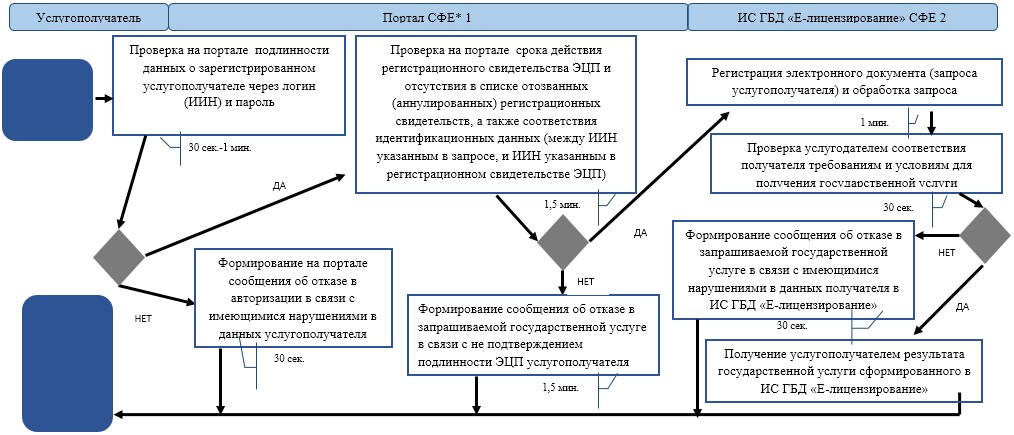 Услугополучатель
Портал СФЕ* 1
ИС ГБД «Е-лицензирование» СФЕ 2
Проверка на портале подлинности
данных о зарегистрированном
услугополучателе через логин
(ИИН) и пароль
30 сек.-1 мин.
Проверка на портале срока действия
регистрационного свидетельства ЭЦП и
отсутствия в списке отозванных
(аннулированных) регистрационных
свидетельств, а также соответствия
идентификационных данных (между ИИН
указанным в запросе, и ИИН указанным в
регистрационном свидетельстве ЭЦП)
1,5 мин.
Регистрация электронного документа (запроса
услугополучателя) и обработка запроса
1 мин.
Проверка услугодателем соответствия
получателя требованиям и условиям для
получения государственной услуги
30 сек.
ДА
ДА
НЕТ
НЕТ
НЕТ
ДА
Формирование на портале
сообщения об отказе в
авторизации в связи с
имеющимися нарушениями в
данных услугополучателя
30 сек.
Формирование сообщения об отказе в
запрашиваемой государственной услуге
в связи с не подтверждением
подлинности ЭЦП услугополучателя
1,5 мин.
Формирование сообщения об отказе в
запрашиваемой государственной
услуге в связи с имеющимися
нарушениями в данных получателя в
ИС ГБД «Е-лицензирование»
30 сек.
Получение услугополучателем результата
государственной услуги сформированного в
ИС ГБД «Е-лицензирование»